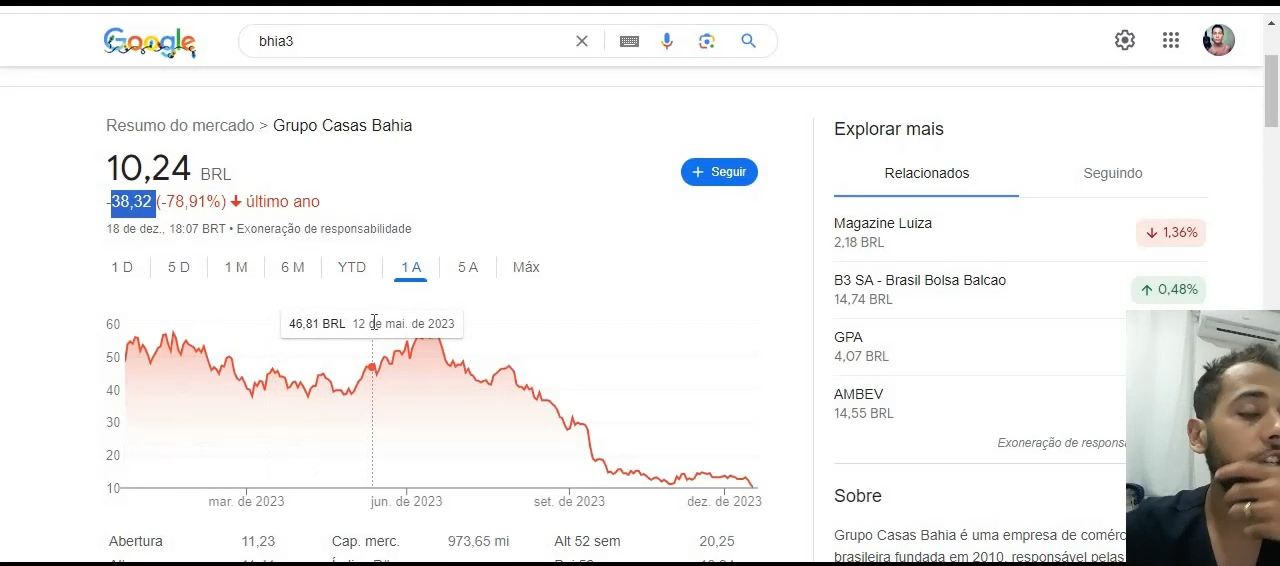 Google
bhia3
Resumo do mercado > Grupo Casas Bahia
10,24 BRL
+ Seguir
-38,32 (-78,91%) ↓ último ano
18 de dez., 18:07 BRT • Exoneração de responsabilidade
1 D 5 D 1 M 6 M YTD 1 A 5 A Máx
46,81 BRL 12 de mai. de 2023
60
50
40
30
20
10
mar. de 2023 jun. de 2023 set. de 2023 dez. de 2023
Abertura 11,23 Cap. merc. 973,65 mi Alt 52 sem 20,25
Explorar mais
Relacionados Seguindo
Magazine Luiza
2,18 BRL
↓ 1,36%
B3 SA - Brasil Bolsa Balcao
14,74 BRL
↑ 0,48%
GPA
4,07 BRL
AMBEV
14,55 BRL
Exoneração de respons
Sobre
Grupo Casas Bahia é uma empresa de comérc
brasileira fundada em 2010, responsável pelas